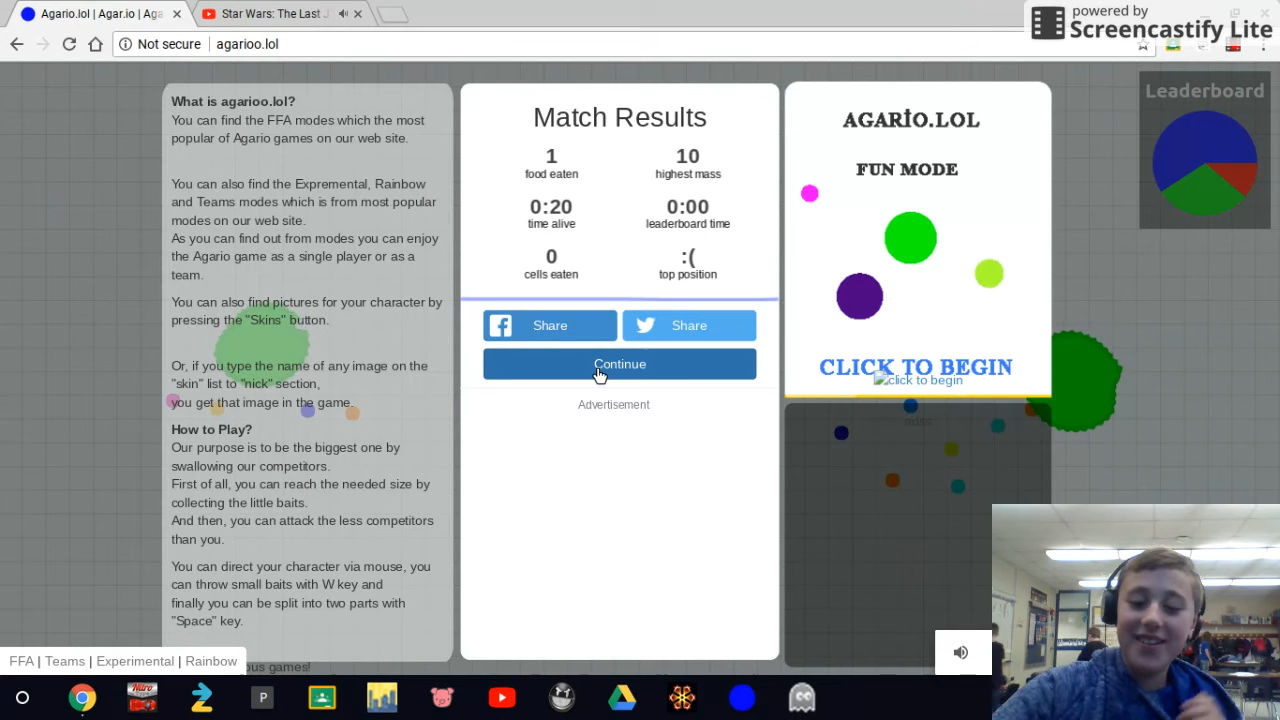 Agario.lol | Agar.io | Aga
Star Wars: The Last J
powered by
Screencastify Lite
Not secure
agarioo.lol
What is agarioo.lol?
You can find the FFA modes which the most
popular of Agario games on our web site.
You can also find the Expremental, Rainbow
and Teams modes which is from most popular
modes on our web site.
As you can find out from modes you can enjoy
the Agario game as a single player or as a
team.
You can also find pictures for your character by
pressing the "Skins" button.
Or, if you type the name of any image on the
"skin" list to "nick" section,
you get that image in the game.
How to Play?
Our purpose is to be the biggest one by
swallowing our competitors.
First of all, you can reach the needed size by
collecting the little baits.
And then, you can attack the less competitors
than you.
You can direct your character via mouse, you
can throw small baits with W key and
finally you can be split into two parts with
"Space" key.
ous games!
FFA | Teams | Experimental | Rainbow
Match Results
1
food eaten
10
highest mass
0:20
time alive
0:00
leaderboard time
0
cells eaten
:(
top position
Share
Share
Continue
Advertisement
AGARİO.LOL
FUN MODE
CLICK TO BEGIN
click to begin
Leaderboard
Nitro
P